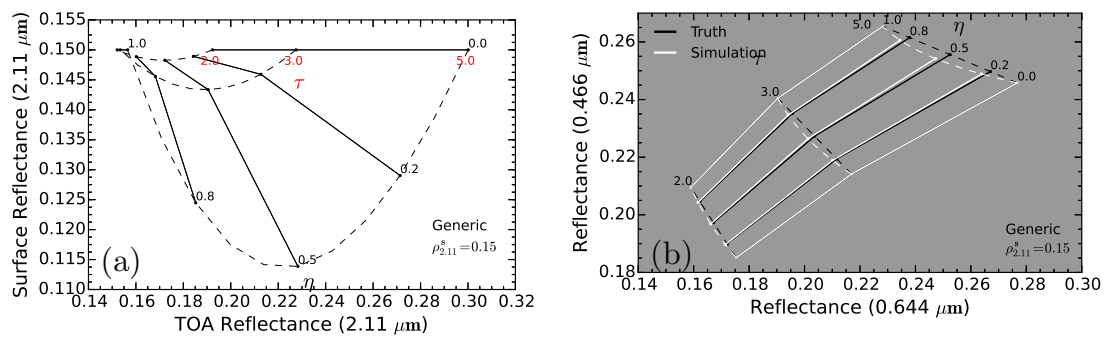 0.155
0.150
0.145
0.140
0.135
0.130
0.125
0.120
0.115
0.110
Surface Reflectance (2.11 μm)
1.0
0.0
2.0
3.0
5.0
τ
0.2
0.8
0.5
η
Generic
ρˢ₂.₁₁=0.15
(a)
0.14 0.16 0.18 0.20 0.22 0.24 0.26 0.28 0.30 0.32
TOA Reflectance (2.11 μm)
0.26
0.24
0.22
0.20
0.18
Reflectance (0.466 μm)
Truth
Simulation
τ
5.0
1.0
0.8
η
0.5
0.2
0.0
3.0
2.0
Generic
ρˢ₂.₁₁=0.15
(b)
0.14 0.16 0.18 0.20 0.22 0.24 0.26 0.28 0.30
Reflectance (0.644 μm)